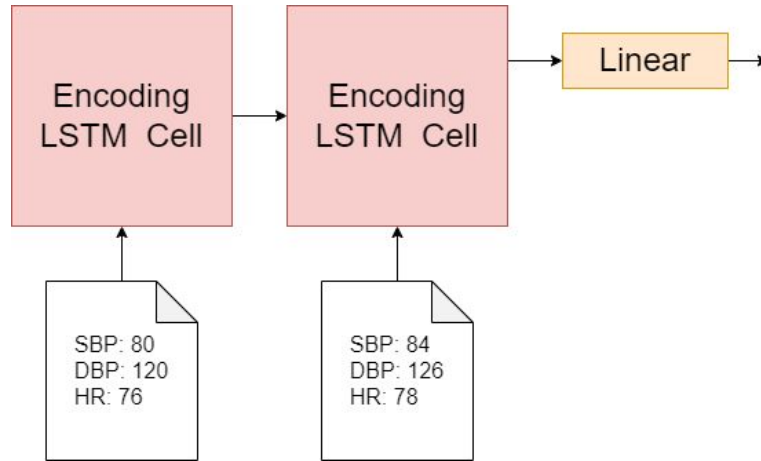 Encoding
LSTM Cell
Encoding
LSTM Cell
Linear
SBP: 80
DBP: 120
HR: 76
SBP: 84
DBP: 126
HR: 78